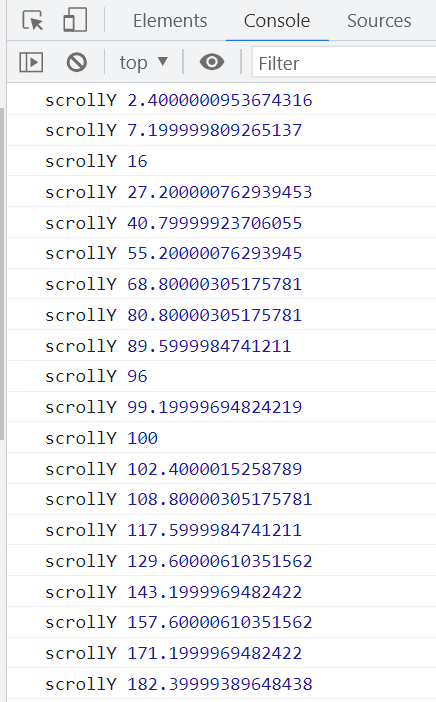 Elements Console Sources
top ▼ Filter
scrollY 2.4000000953674316
scrollY 7.199999809265137
scrollY 16
scrollY 27.200000762939453
scrollY 40.79999923706055
scrollY 55.20000076293945
scrollY 68.80000305175781
scrollY 80.80000305175781
scrollY 89.5999984741211
scrollY 96
scrollY 99.19999694824219
scrollY 100
scrollY 102.4000015258789
scrollY 108.80000305175781
scrollY 117.5999984741211
scrollY 129.60000610351562
scrollY 143.1999969482422
scrollY 157.60000610351562
scrollY 171.1999969482422
scrollY 182.39999389648438